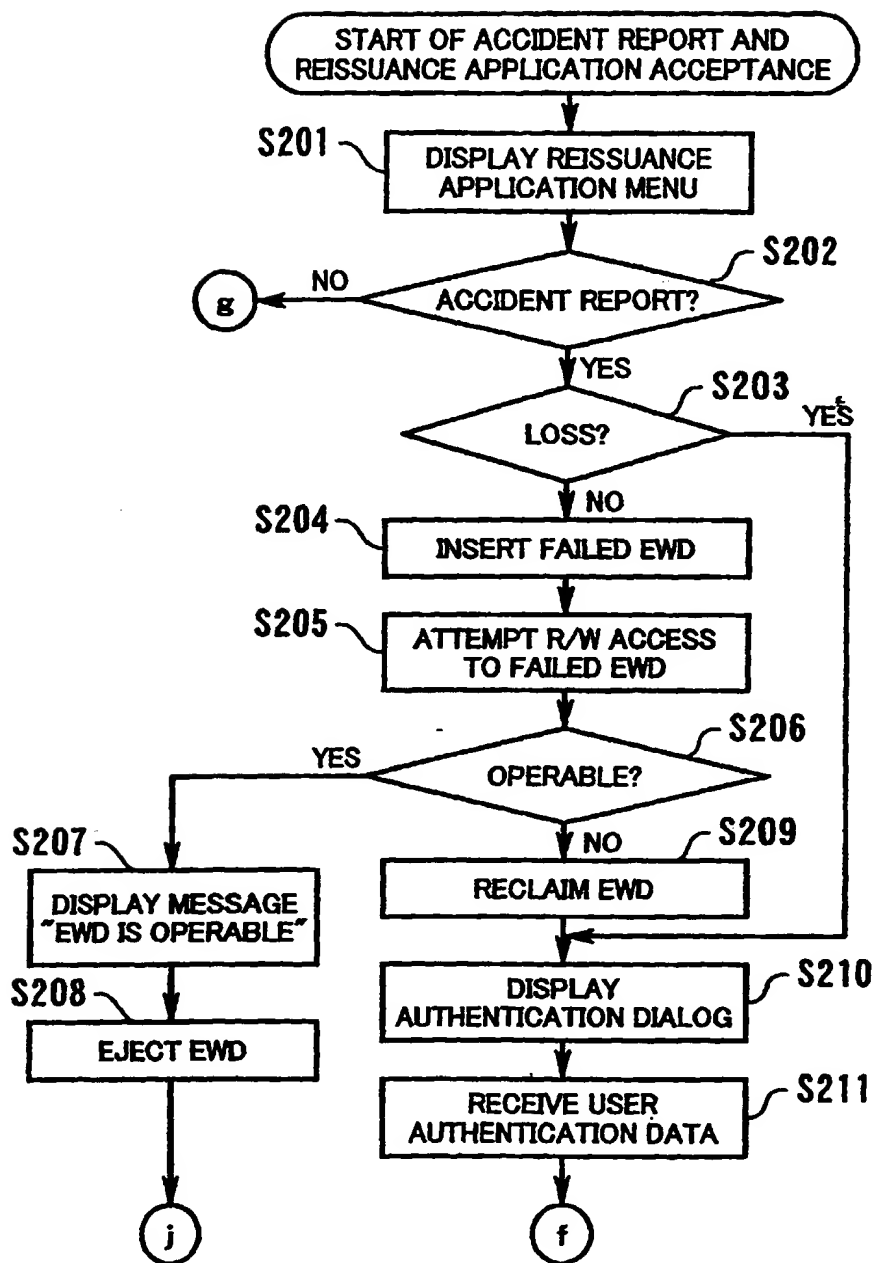 START OF ACCIDENT REPORT AND
REISSUANCE APPLICATION ACCEPTANCE
S201
DISPLAY REISSUANCE
APPLICATION MENU
S202
NO
g
ACCIDENT REPORT?
YES
S203
YES
LOSS?
NO
S204
INSERT FAILED EWD
S205
ATTEMPT R/W ACCESS
TO FAILED EWD
S206
YES
OPERABLE?
S207
NO
S209
DISPLAY MESSAGE
"EWD IS OPERABLE"
RECLAIM EWD
S208
EJECT EWD
S210
DISPLAY
AUTHENTICATION DIALOG
S211
RECEIVE USER
AUTHENTICATION DATA
j
f